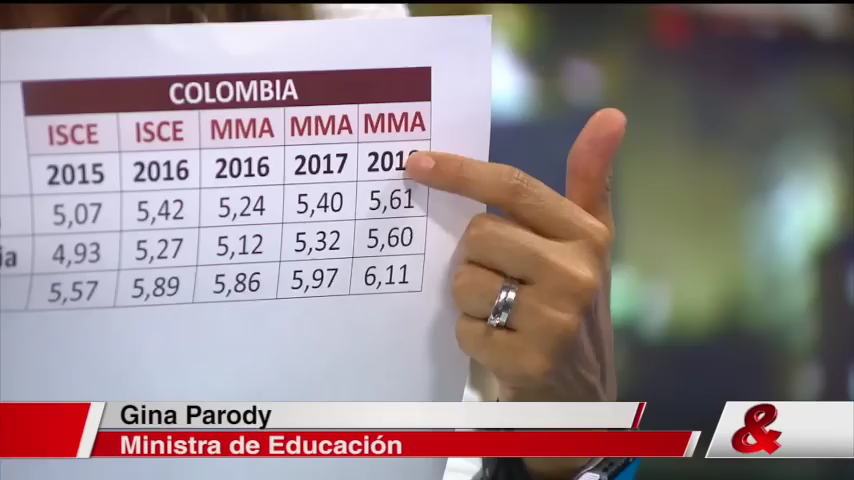 COLOMBIA
ISCE ISCE MMA MMA MMA
2015 2016 2016 2017
5,07 5,42 5,24 5,40 5,61
4,93 5,27 5,12 5,32 5,60
5,57 5,89 5,86 5,97 6,11
Gina Parody
Ministra de Educación
&